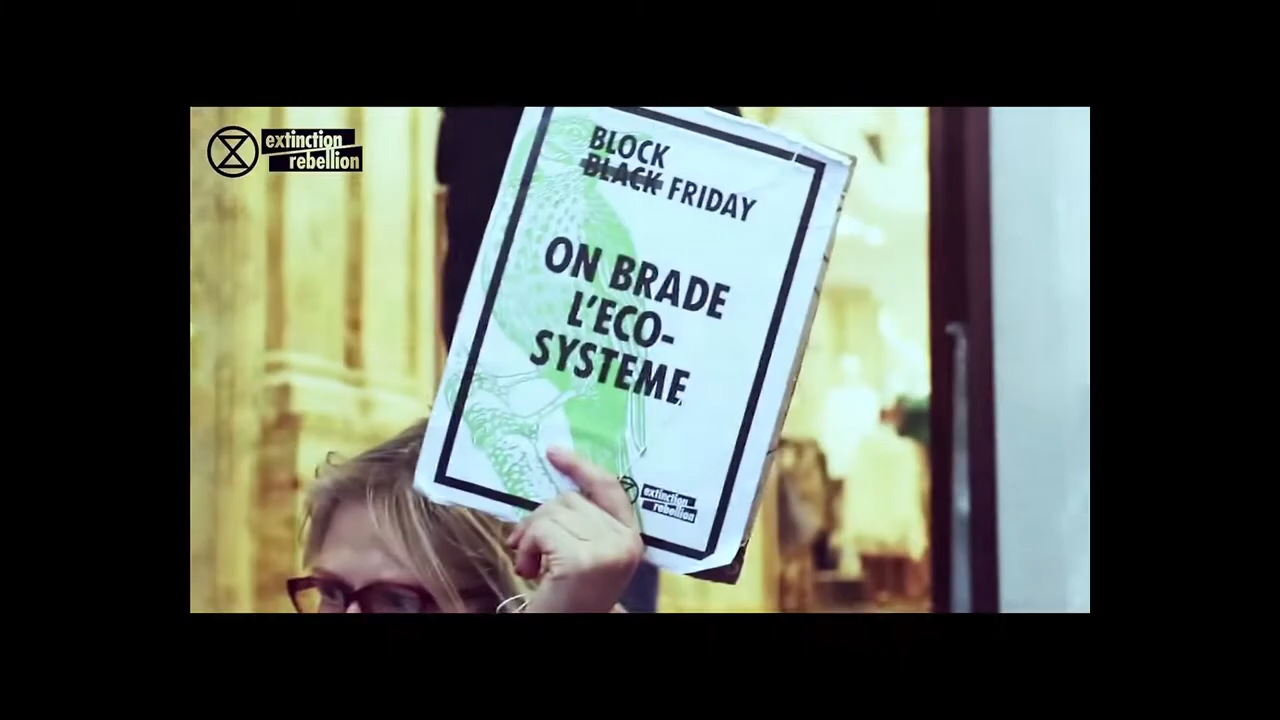 extinction
rebellion
BLOCK
BLACK FRIDAY
ON BRADE
L'ECO-
SYSTEME
extinction
rebellion